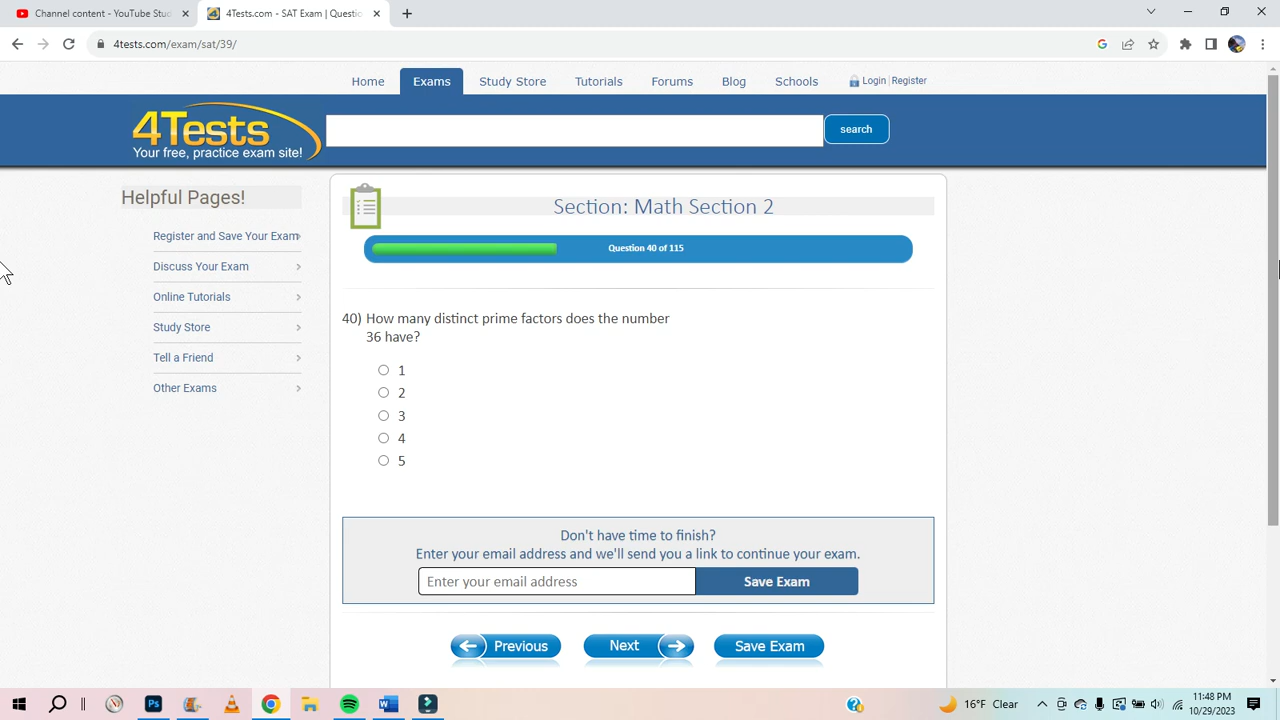 Channel content - YouTube Stud
4Tests.com - SAT Exam | Questio
4tests.com/exam/sat/39/
Home
Exams
Study Store
Tutorials
Forums
Blog
Schools
Login
Register
4Tests
Your free, practice exam site!
search
Helpful Pages!
Register and Save Your Exam
Discuss Your Exam
Online Tutorials
Study Store
Tell a Friend
Other Exams
Section: Math Section 2
Question 40 of 115
40) How many distinct prime factors does the number
36 have?
1
2
3
4
5
Don't have time to finish?
Enter your email address and we'll send you a link to continue your exam.
Enter your email address
Save Exam
Previous
Next
Save Exam
Ps
16°F Clear
11:48 PM
10/29/2023